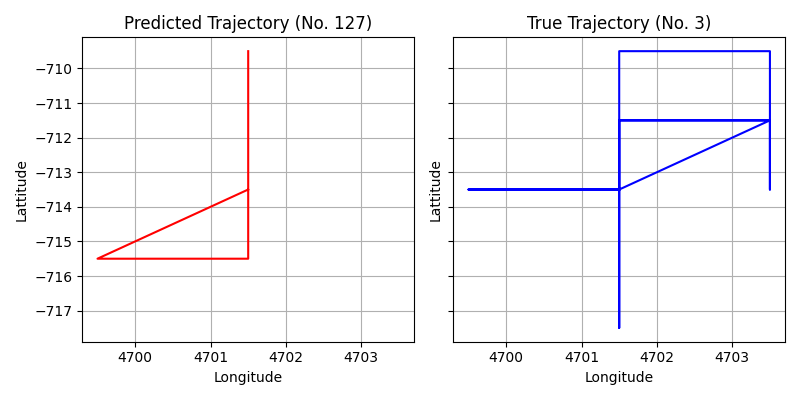 Predicted Trajectory (No. 127)
True Trajectory (No. 3)
−710
−711
−712
−713
−714
−715
−716
−717
Lattitude
Lattitude
4700 4701 4702 4703
4700 4701 4702 4703
Longitude
Longitude